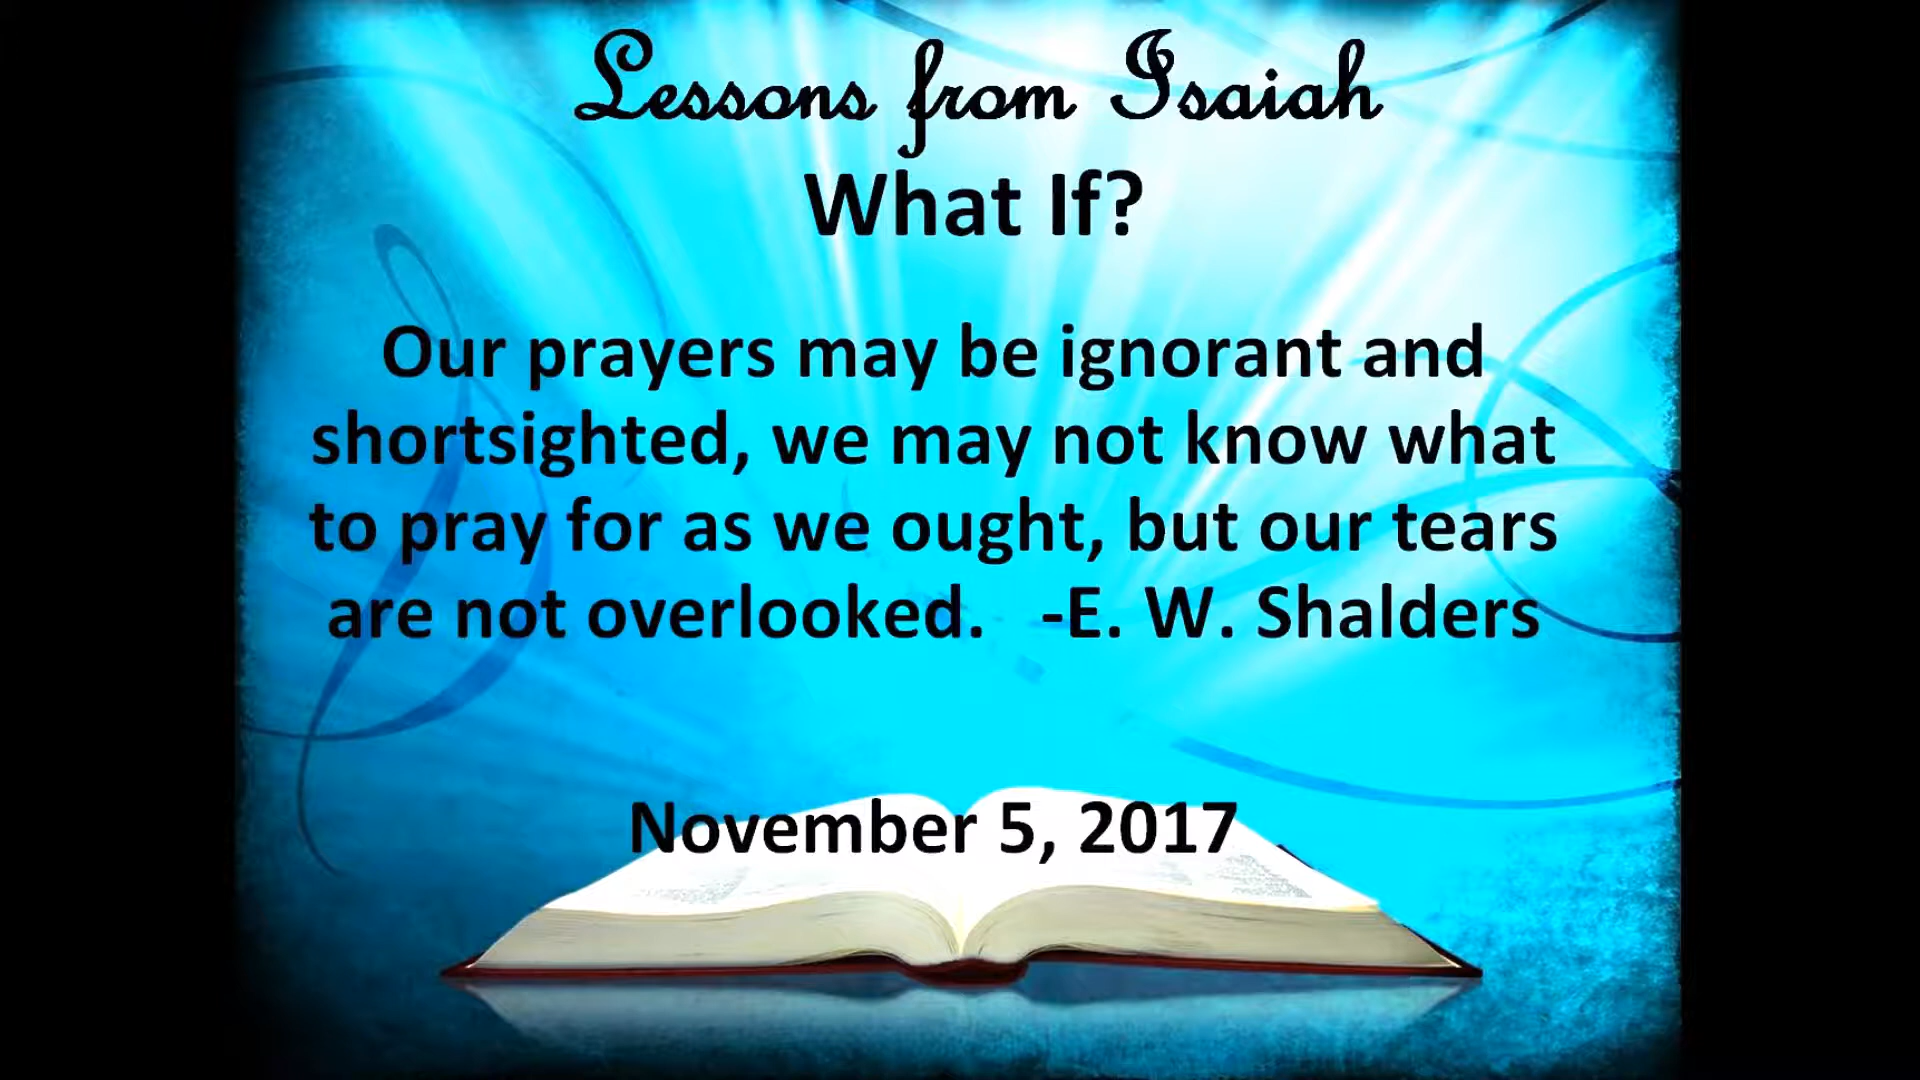 Lessons from Isaiah
What If?
Our prayers may be ignorant and
shortsighted, we may not know what
to pray for as we ought, but our tears
are not overlooked. -E. W. Shalders
November 5, 2017